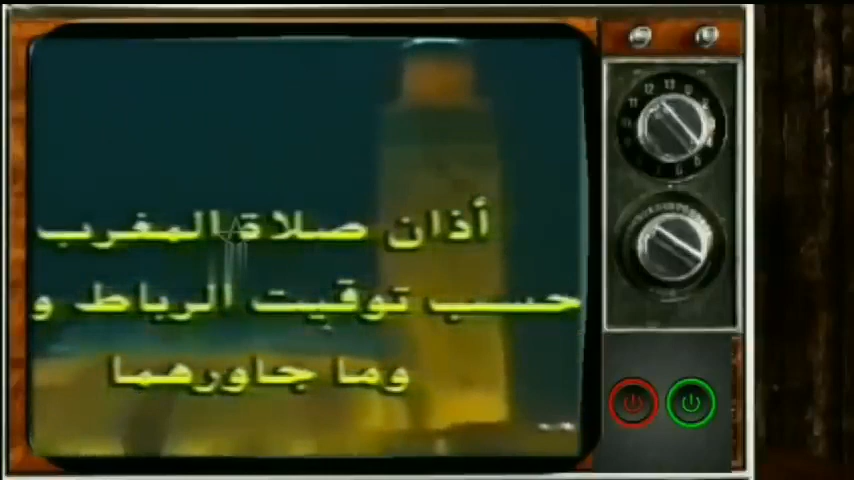 أذان صلاة المغرب
حسب توقيت الرباط و
وما جاورهما